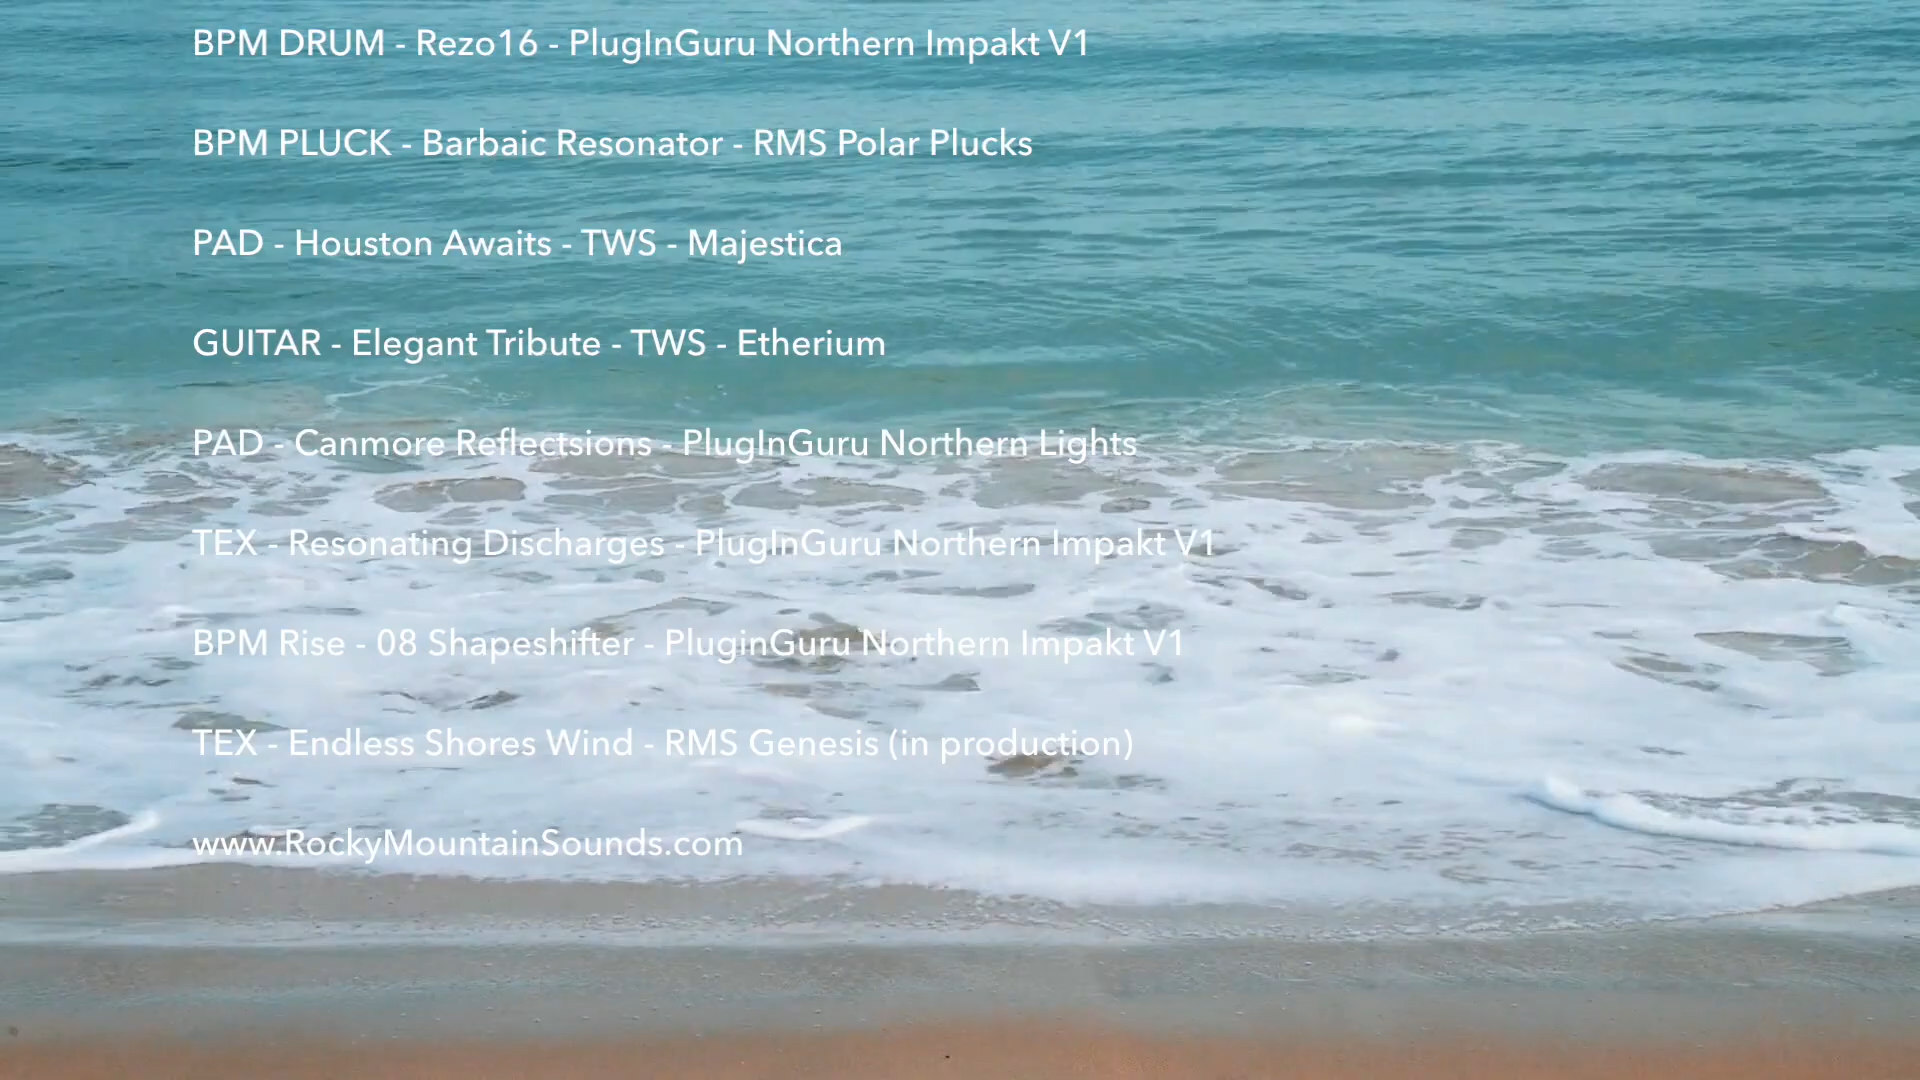 BPM DRUM - Rezo16 - PlugInGuru Northern Impakt V1
BPM PLUCK - Barbaic Resonator - RMS Polar Plucks
PAD - Houston Awaits - TWS - Majestica
GUITAR - Elegant Tribute - TWS - Etherium
PAD - Canmore Reflectsions - PlugInGuru Northern Lights
TEX - Resonating Discharges - PlugInGuru Northern Impakt V1
BPM Rise - 08 Shapeshifter - PluginGuru Northern Impakt V1
TEX - Endless Shores Wind - RMS Genesis (in production)
www.RockyMountainSounds.com